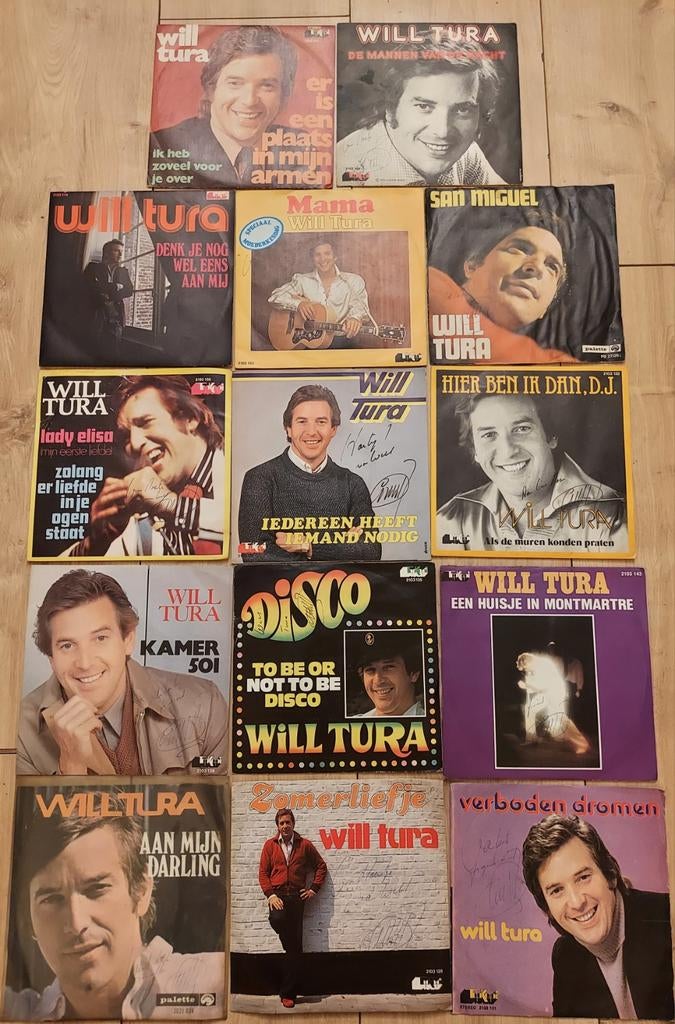 will
tura
er
is
een
plaats
in mijn
armen
ik heb
zoveel voor
je over
WILL TURA
DE MANNEN VAN DE NACHT
will tura
DENK JE NOG
WEL EENS
AAN MIJ
Mama
Will Tura
SPECIAAL
MOEDERKESDAG
SAN MIGUEL
WILL
TURA
palette
WILL
TURA
lady elisa
mijn eerste liefde
zolang
er liefde
in je
ogen
staat
Will
Tura
IEDEREEN HEEFT
IEMAND NODIG
HIER BEN IK DAN, D.J.
WILL TURA
Als de muren konden praten
WILL
TURA
KAMER
501
DISCO
TO BE OR
NOT TO BE
DISCO
WILL TURA
2103 143
WILL TURA
EEN HUISJE IN MONTMARTRE
WILL TURA
AAN MIJN
DARLING
palette
Zomerliefje
will tura
verboden dromen
will tura